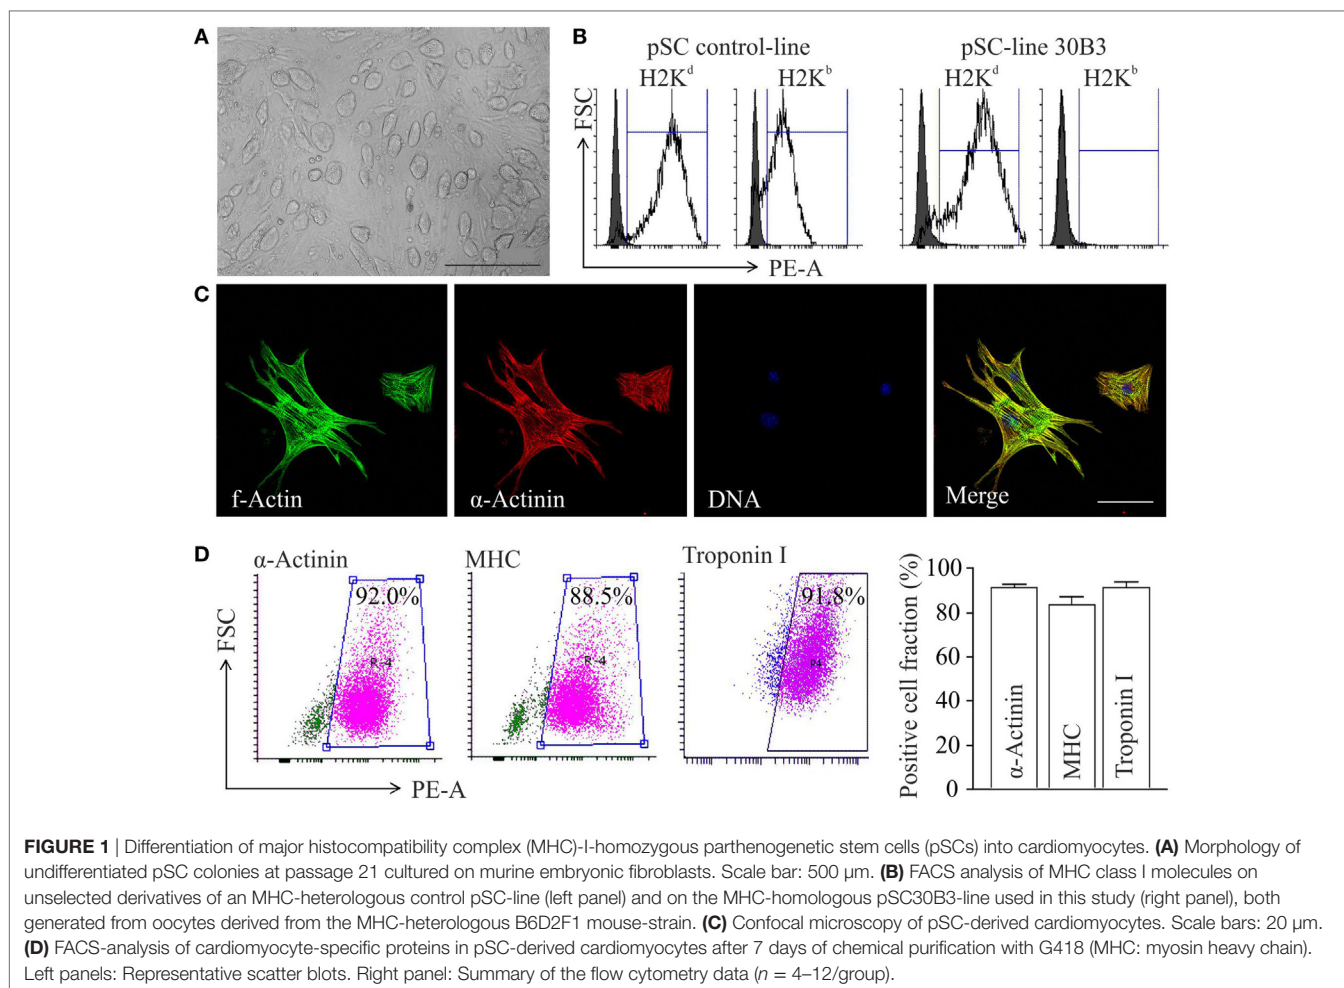 A
B
pSC control-line
pSC-line 30B3
H2Kᵈ
H2Kᵇ
H2Kᵈ
H2Kᵇ
FSC
PE-A
C
f-Actin
α-Actinin
DNA
Merge
D
α-Actinin
MHC
Troponin I
92.0%
88.5%
91.8%
R-4
R-4
R4
FSC
PE-A
Positive cell fraction (%)
100
80
60
40
20
0
α-Actinin
MHC
Troponin I
FIGURE 1 | Differentiation of major histocompatibility complex (MHC)-I-homozygous parthenogenetic stem cells (pSCs) into cardiomyocytes. (A) Morphology of
undifferentiated pSC colonies at passage 21 cultured on murine embryonic fibroblasts. Scale bar: 500 μm. (B) FACS analysis of MHC class I molecules on
unselected derivatives of an MHC-heterologous control pSC-line (left panel) and on the MHC-homologous pSC30B3-line used in this study (right panel), both
generated from oocytes derived from the MHC-heterologous B6D2F1 mouse-strain. (C) Confocal microscopy of pSC-derived cardiomyocytes. Scale bars: 20 μm.
(D) FACS-analysis of cardiomyocyte-specific proteins in pSC-derived cardiomyocytes after 7 days of chemical purification with G418 (MHC: myosin heavy chain).
Left panels: Representative scatter blots. Right panel: Summary of the flow cytometry data (n = 4–12/group).